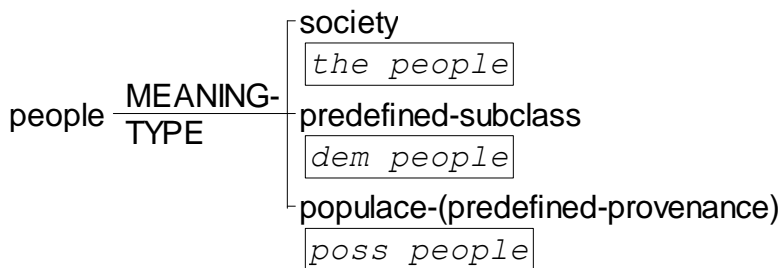 society
the people
people MEANING-
TYPE
predefined-subclass
dem people
populace-(predefined-provenance)
poss people